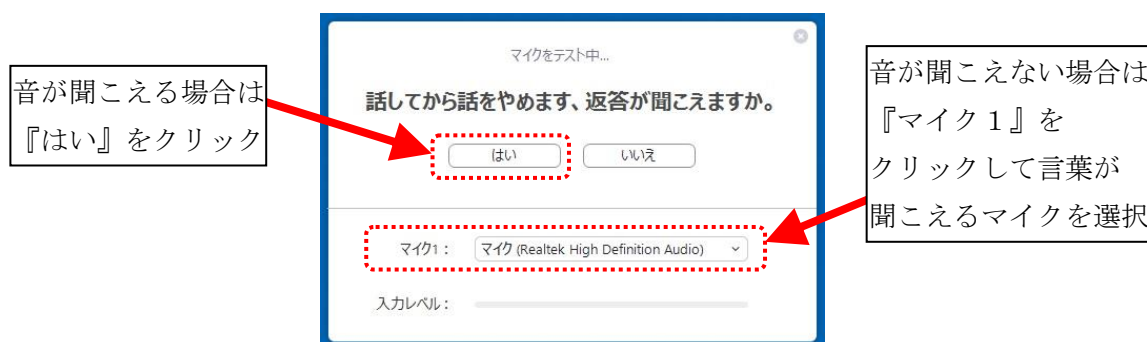 音が聞こえる場合は
『はい』をクリック
マイクをテスト中...
話してから話をやめます、返答が聞こえますか。
はい
いいえ
マイク1：
マイク (Realtek High Definition Audio)
入力レベル：
音が聞こえない場合は
『マイク１』を
クリックして言葉が
聞こえるマイクを選択